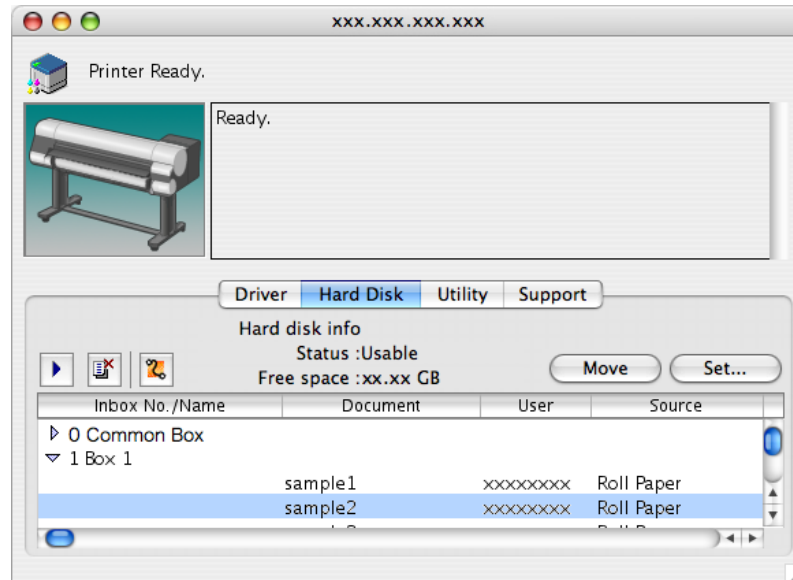 xxx.xxx.xxx.xxx
Printer Ready.
Ready.
Driver Hard Disk Utility Support
Hard disk info
Status :Usable
Free space :xx.xx GB
Move Set...
Inbox No./Name Document User Source
0 Common Box
1 Box 1
sample1 xxxxxxxx Roll Paper
sample2 xxxxxxxx Roll Paper